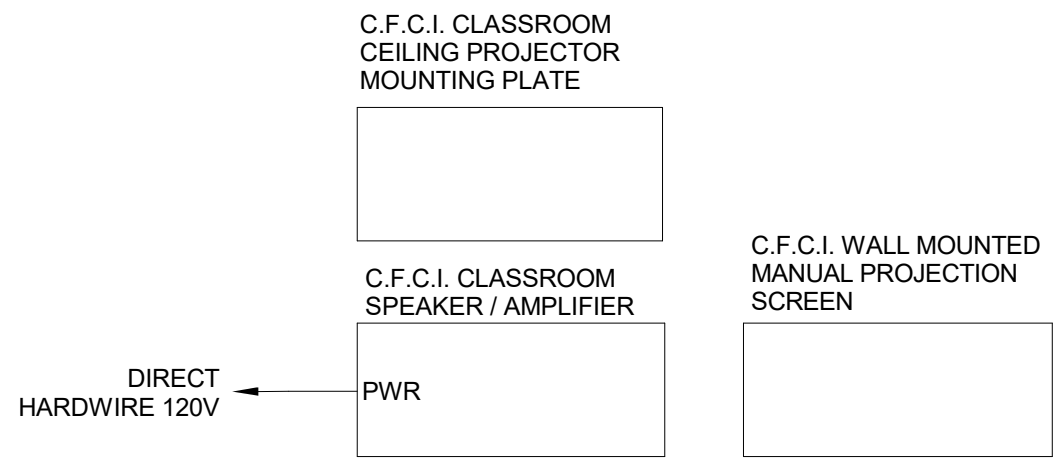 C.F.C.I. CLASSROOM
CEILING PROJECTOR
MOUNTING PLATE
C.F.C.I. CLASSROOM
SPEAKER / AMPLIFIER
C.F.C.I. WALL MOUNTED
MANUAL PROJECTION
SCREEN
DIRECT
HARDWIRE 120V
PWR